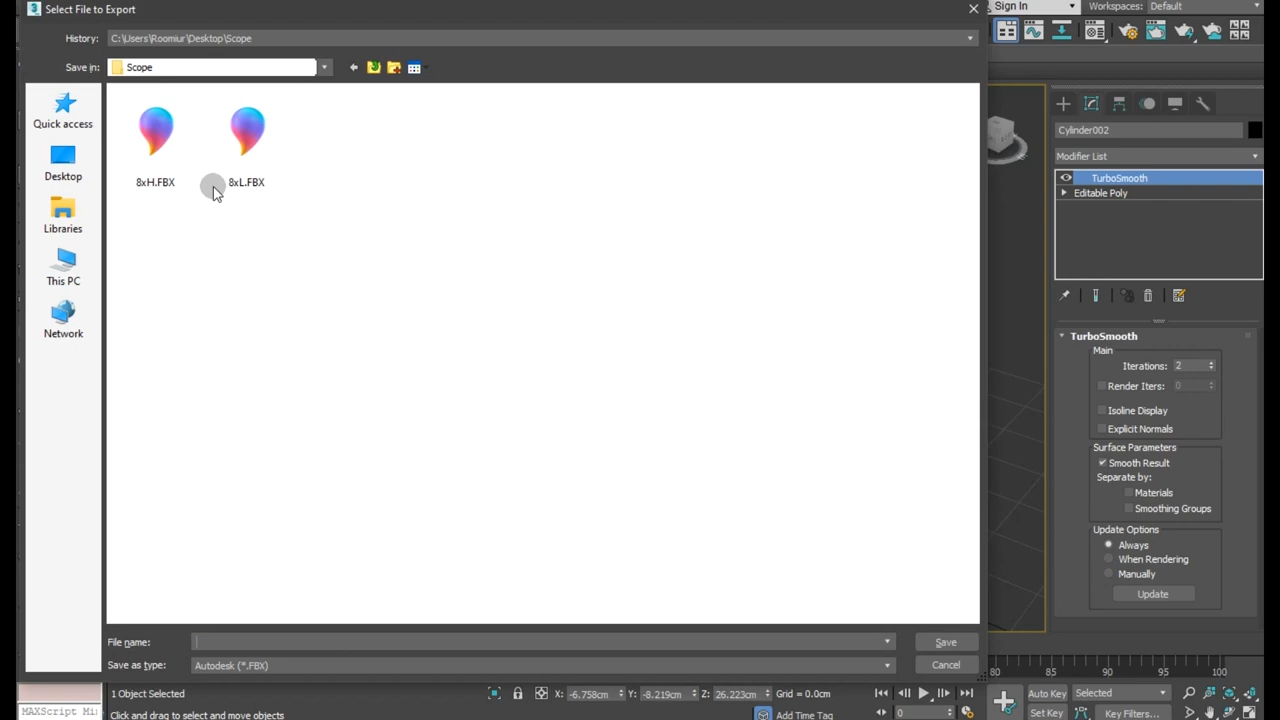 Select File to Export
Sign In
Workspaces: Default
History: C:\Users\Roomiur\Desktop\Scope
Save in: Scope
Quick access
Desktop
Libraries
This PC
Network
8xH.FBX
8xL.FBX
Cylinder002
Modifier List
TurboSmooth
Editable Poly
TurboSmooth
Main
Iterations: 2
Render Iters: 0
Isoline Display
Explicit Normals
Surface Parameters
Smooth Result
Separate by:
Materials
Smoothing Groups
Update Options
Always
When Rendering
Manually
Update
File name:
Save
Save as type: Autodesk (*.FBX)
Cancel
80 85 90 95 100
1 Object Selected
X: -6.758cm Y: -8.219cm Z: 26.223cm Grid = 0.0cm
Auto Key Selected
MAXScript Mi
Click and drag to select and move objects
Add Time Tag
0
Set Key Key Filters...